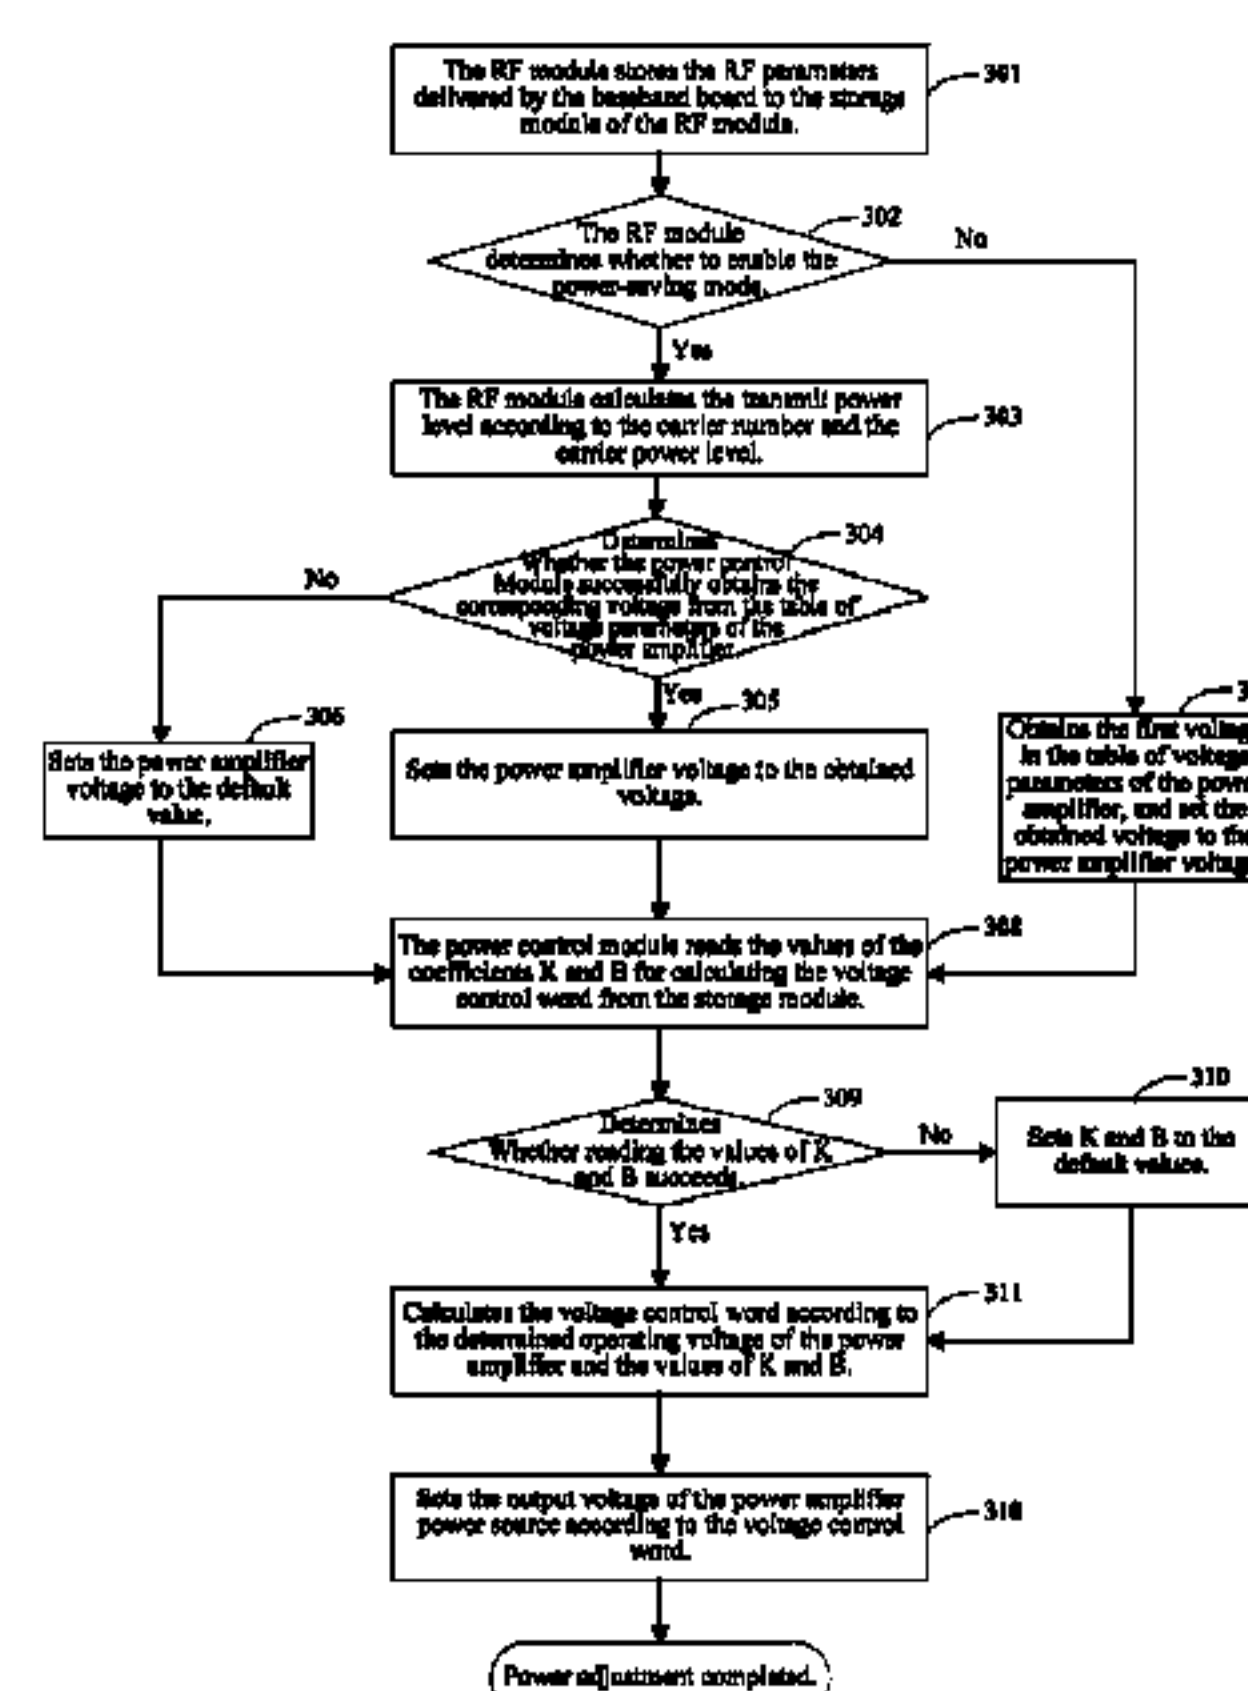 The RF module stores the RF parameters
delivered by the baseband board to the storage
module of the RF module.
301
The RF module
determines whether to enable the
power-saving mode.
302
No
Yes
The RF module calculates the transmit power
level according to the carrier number and the
carrier power level.
303
Determines
Whether the power control
Module successfully obtains the
corresponding voltage from the table of
voltage parameters of the
power amplifier.
304
No
Yes
305
306
Sets the power amplifier
voltage to the default
value.
Sets the power amplifier voltage to the obtained
voltage.
Obtains the first voltag
in the table of voltage
parameters of the powe
amplifier, and set the
obtained voltage to the
power amplifier voltag
The power control module reads the values of the
coefficients K and B for calculating the voltage
control word from the storage module.
308
Determines
Whether reading the values of K
and B succeeds.
309
No
Yes
310
Sets K and B to the
default values.
Calculates the voltage control word according to
the determined operating voltage of the power
amplifier and the values of K and B.
311
Sets the output voltage of the power amplifier
power source according to the voltage control
word.
310
Power adjustment completed.